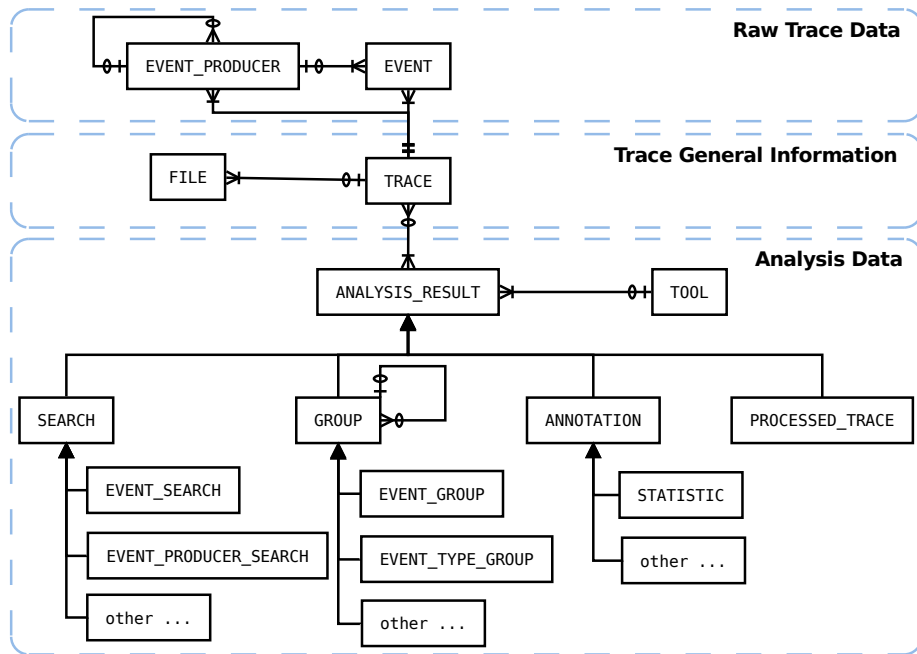 Raw Trace Data
EVENT_PRODUCER
EVENT
Trace General Information
FILE
TRACE
Analysis Data
ANALYSIS_RESULT
TOOL
SEARCH
GROUP
ANNOTATION
PROCESSED_TRACE
EVENT_SEARCH
EVENT_GROUP
STATISTIC
EVENT_PRODUCER_SEARCH
EVENT_TYPE_GROUP
other ...
other ...
other ...